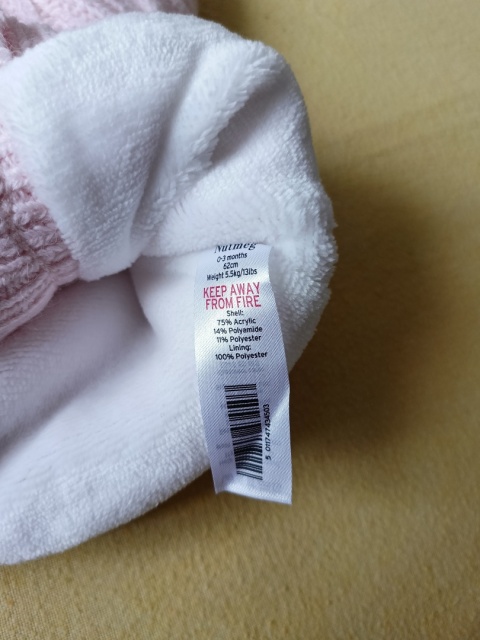 Nutmeg
0-3 months
62cm
Weight 5.5kg/13lbs
KEEP AWAY
FROM FIRE
Shell:
75% Acrylic
14% Polyamide
11% Polyester
Lining:
100% Polyester